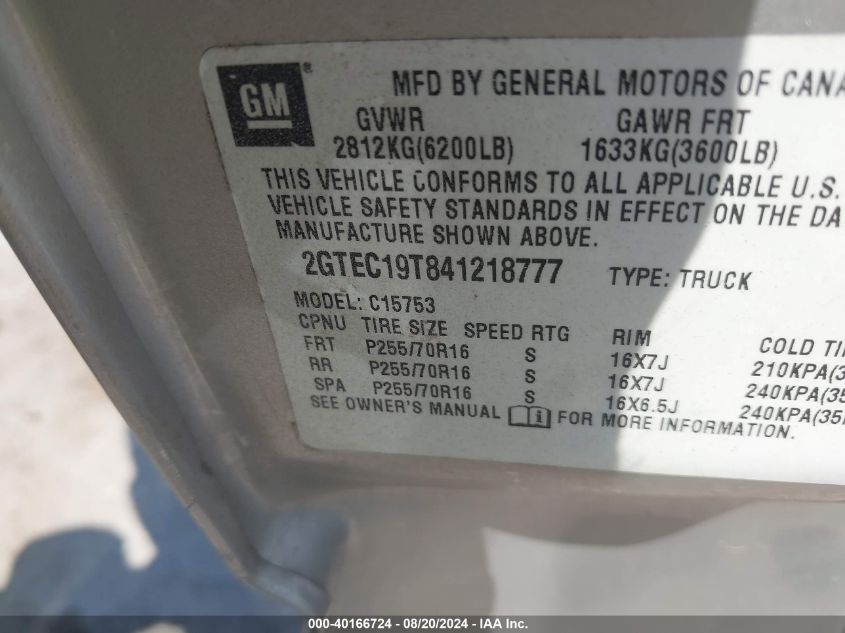 GM ®
MFD BY GENERAL MOTORS OF CANA
GVWR GAWR FRT
2812KG(6200LB) 1633KG(3600LB)
THIS VEHICLE CONFORMS TO ALL APPLICABLE U.S.
VEHICLE SAFETY STANDARDS IN EFFECT ON THE DA
MANUFACTURE SHOWN ABOVE.
2GTEC19T841218777 TYPE: TRUCK
MODEL: C15753
CPNU TIRE SIZE SPEED RTG RIM COLD TI
FRT P255/70R16 S 16X7J 210KPA(3
RR P255/70R16 S 16X7J 240KPA(35
SPA P255/70R16 S 16X6.5J 240KPA(35
SEE OWNER'S MANUAL i FOR MORE INFORMATION.
000-40166724 - 08/20/2024 - IAA Inc.